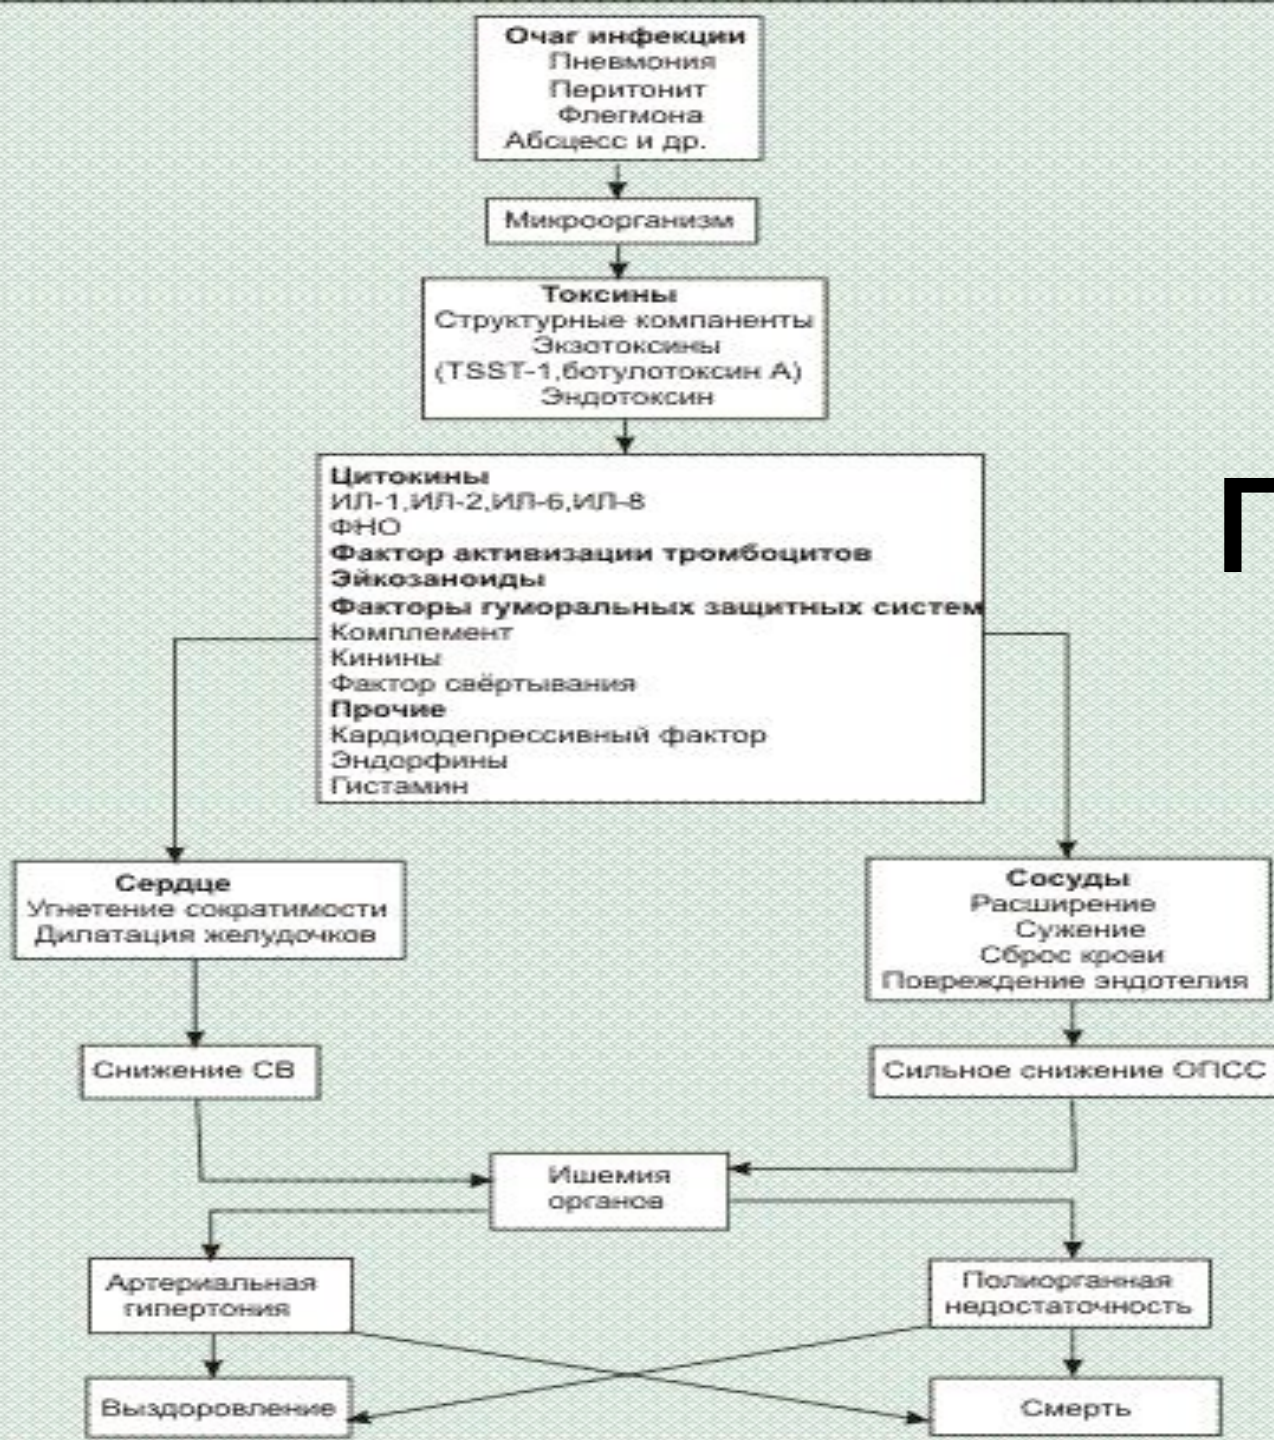 Очаг инфекции
Пневмония
Перитонит
Флегмона
Абсцесс и др.
Микроорганизм
Токсины
Структурные компаненты
Экзотоксины
(TSST-1,ботулотоксин А)
Эндотоксин
Цитокины
ИЛ-1,ИЛ-2,ИЛ-6,ИЛ-8
ФНО
Фактор активизации тромбоцитов
Эйкозаноиды
Факторы гуморальных защитных систем
Комплемент
Кинины
Фактор свёртывания
Прочие
Кардиодепрессивный фактор
Эндорфины
Гистамин
П
Сердце
Угнетение сократимости
Дилатация желудочков
Сосуды
Расширение
Сужение
Сброс крови
Повреждение эндотелия
Снижение СВ
Сильное снижение ОПСС
Ишемия
органов
Артериальная
гипертония
Полиорганная
недостаточность
Выздоровление
Смерть